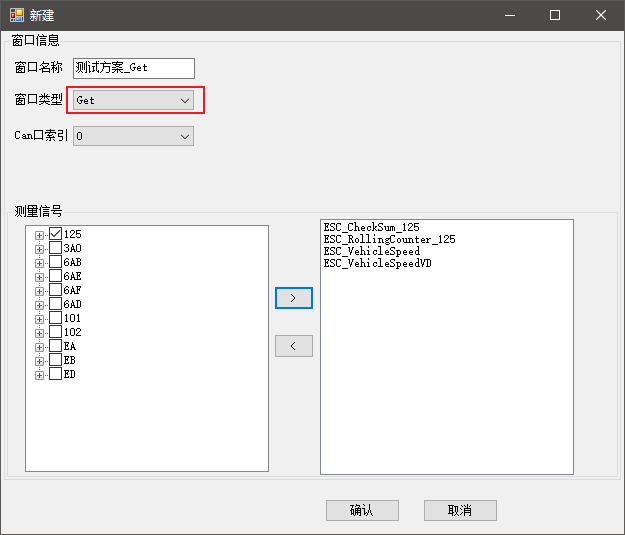 新建
窗口信息
窗口名称 测试方案_Get
窗口类型 Get
Can口索引 0
测量信号
125
3A0
6AB
6AE
6AF
6AD
101
102
EA
EB
ED
>
<
ESC_CheckSum_125
ESC_RollingCounter_125
ESC_VehicleSpeed
ESC_VehicleSpeedVD
确认
取消